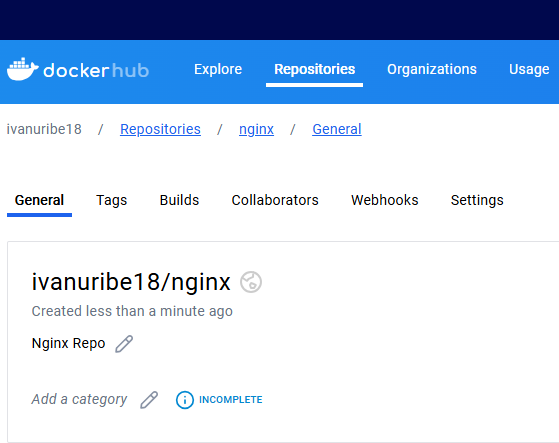 dockerhub Explore Repositories Organizations Usage
ivanuribe18 / Repositories / nginx / General
General Tags Builds Collaborators Webhooks Settings
ivanuribe18/nginx
Created less than a minute ago
Nginx Repo
Add a category INCOMPLETE